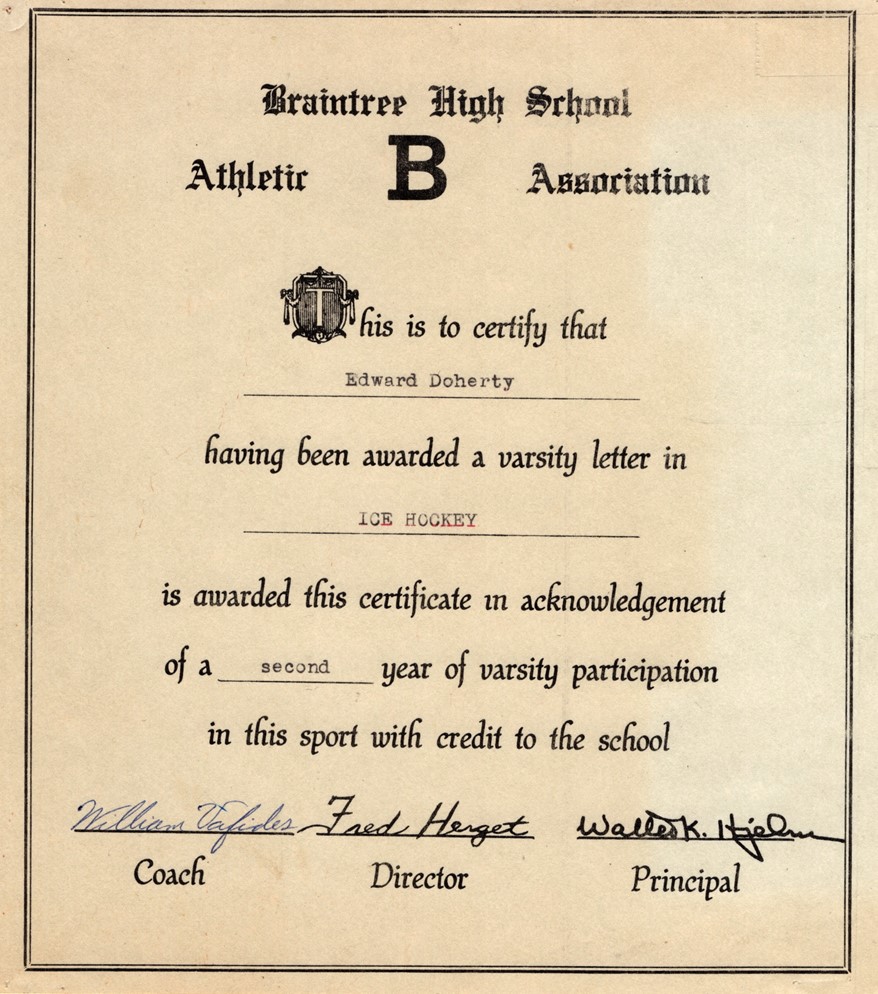 Braintree High School
Athletic B Association
This is to certify that
Edward Doherty
having been awarded a varsity letter in
ICE HOCKEY
is awarded this certificate in acknowledgement
of a second year of varsity participation
in this sport with credit to the school
William Vafides Fred Herget Walter K. Hjelm
Coach Director Principal